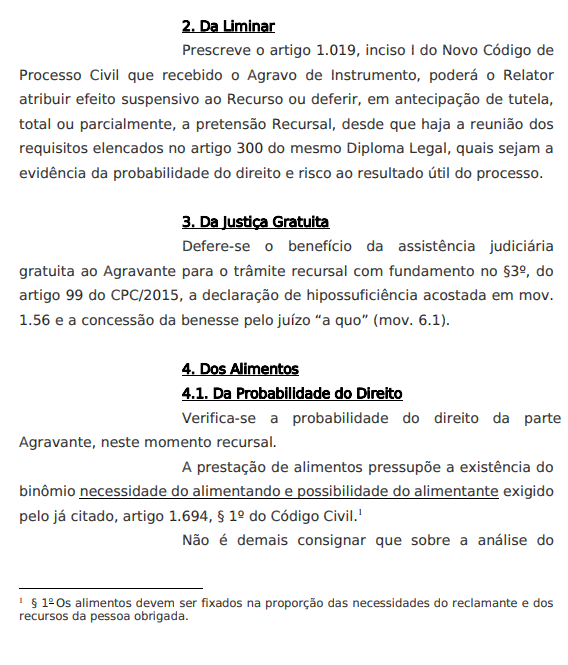 2. Da Liminar
Prescreve o artigo 1.019, inciso I do Novo Código de
Processo Civil que recebido o Agravo de Instrumento, poderá o Relator
atribuir efeito suspensivo ao Recurso ou deferir, em antecipação de tutela,
total ou parcialmente, a pretensão Recursal, desde que haja a reunião dos
requisitos elencados no artigo 300 do mesmo Diploma Legal, quais sejam a
evidência da probabilidade do direito e risco ao resultado útil do processo.
3. Da Justiça Gratuita
Defere-se o benefício da assistência judiciária
gratuita ao Agravante para o trâmite recursal com fundamento no §3º, do
artigo 99 do CPC/2015, a declaração de hipossuficiência acostada em mov.
1.56 e a concessão da benesse pelo juízo “a quo” (mov. 6.1).
4. Dos Alimentos
4.1. Da Probabilidade do Direito
Verifica-se a probabilidade do direito da parte
Agravante, neste momento recursal.
A prestação de alimentos pressupõe a existência do
binômio necessidade do alimentando e possibilidade do alimentante exigido
pelo já citado, artigo 1.694, § 1º do Código Civil.¹
Não é demais consignar que sobre a análise do
¹ § 1º Os alimentos devem ser fixados na proporção das necessidades do reclamante e dos
recursos da pessoa obrigada.